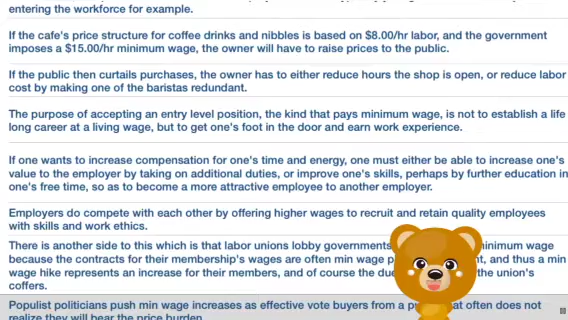 entering the workforce for example.
If the cafe's price structure for coffee drinks and nibbles is based on $8.00/hr labor, and the government
imposes a $15.00/hr minimum wage, the owner will have to raise prices to the public.
If the public then curtails purchases, the owner has to either reduce hours the shop is open, or reduce labor
cost by making one of the baristas redundant.
The purpose of accepting an entry level position, the kind that pays minimum wage, is not to establish a life
long career at a living wage, but to get one's foot in the door and earn work experience.
If one wants to increase compensation for one's time and energy, one must either be able to increase one's
value to the employer by taking on additional duties, or improve one's skills, perhaps by further education in
one's free time, so as to become a more attractive employee to another employer.
Employers do compete with each other by offering higher wages to recruit and retain quality employees
with skills and work ethics.
There is another side to this which is that labor unions lobby governments minimum wage
because the contracts for their membership's wages are often min wage and thus a min
wage hike represents an increase for their members, and of course the the union's
coffers.
Populist politicians push min wage increases as effective vote buyers from a that often does not
realize they will bear the price burden